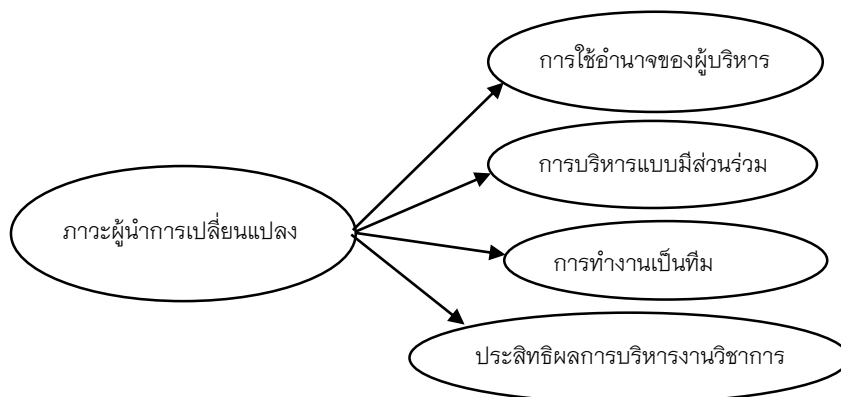 การใช้อำนาจของผู้บริหาร
การบริหารแบบมีส่วนร่วม
ภาวะผู้นำการเปลี่ยนแปลง
การทำงานเป็นทีม
ประสิทธิผลการบริหารงานวิชาการ